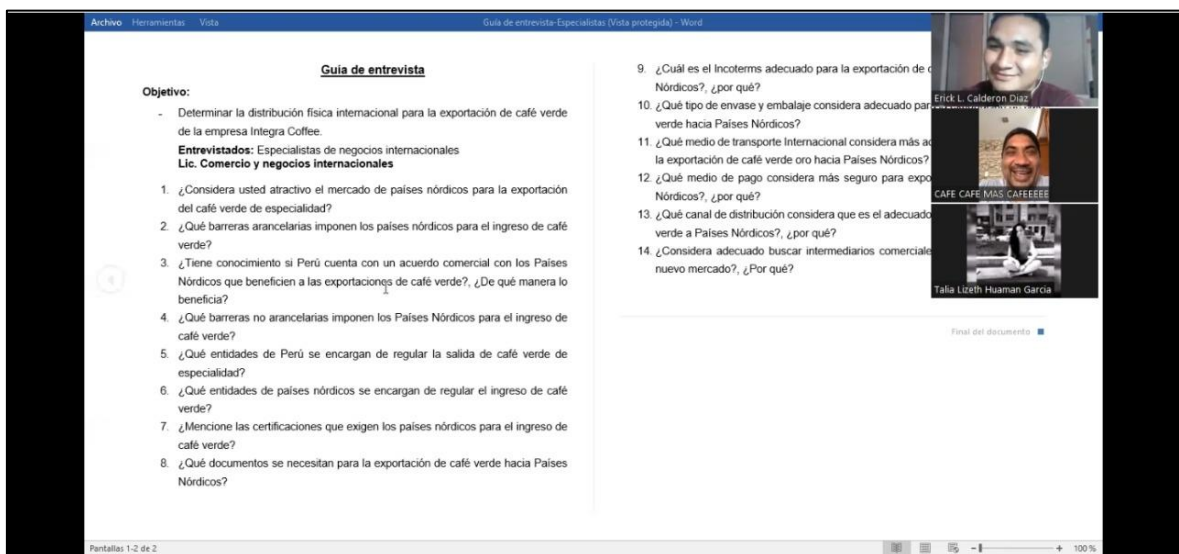 Archivo Herramientas Vista
Guía de entrevista-Especialistas (Vista protegida) - Word
Guía de entrevista
Objetivo:
- Determinar la distribución física internacional para la exportación de café verde
de la empresa Integra Coffee.
Entrevistados: Especialistas de negocios internacionales
Lic. Comercio y negocios internacionales
1. ¿Considera usted atractivo el mercado de países nórdicos para la exportación
del café verde de especialidad?
2. ¿Qué barreras arancelarias imponen los países nórdicos para el ingreso de café
verde?
3. ¿Tiene conocimiento si Perú cuenta con un acuerdo comercial con los Países
Nórdicos que beneficien a las exportaciones de café verde?, ¿De qué manera lo
beneficia?
4. ¿Qué barreras no arancelarias imponen los Países Nórdicos para el ingreso de
café verde?
5. ¿Qué entidades de Perú se encargan de regular la salida de café verde de
especialidad?
6. ¿Qué entidades de países nórdicos se encargan de regular el ingreso de café
verde?
7. ¿Mencione las certificaciones que exigen los países nórdicos para el ingreso de
café verde?
8. ¿Qué documentos se necesitan para la exportación de café verde hacia Países
Nórdicos?
9. ¿Cuál es el Incoterms adecuado para la exportación de
Nórdicos?, ¿por qué?
10. ¿Qué tipo de envase y embalaje considera adecuado
verde hacia Países Nórdicos?
11. ¿Qué medio de transporte Internacional considera más
la exportación de café verde oro hacia Países Nórdicos?
12. ¿Qué medio de pago considera más seguro para
Nórdicos?, ¿por qué?
13. ¿Qué canal de distribución considera que es el adecuado
verde a Países Nórdicos?, ¿por qué?
14. ¿Considera adecuado buscar intermediarios
nuevo mercado?, ¿Por qué?
Final del documento
Erick L. Calderon Diaz
CAFE CAFE MAS CAFEEEEE
Talia Lizeth Huaman Garcia
Pantallas 1-2 de 2
100 %